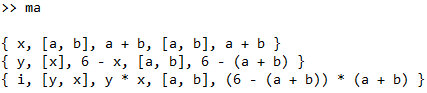 >> ma
{ x, [a, b], a + b, [a, b], a + b }
{ y, [x], 6 - x, [a, b], 6 - (a + b) }
{ i, [y, x], y * x, [a, b], (6 - (a + b)) * (a + b) }